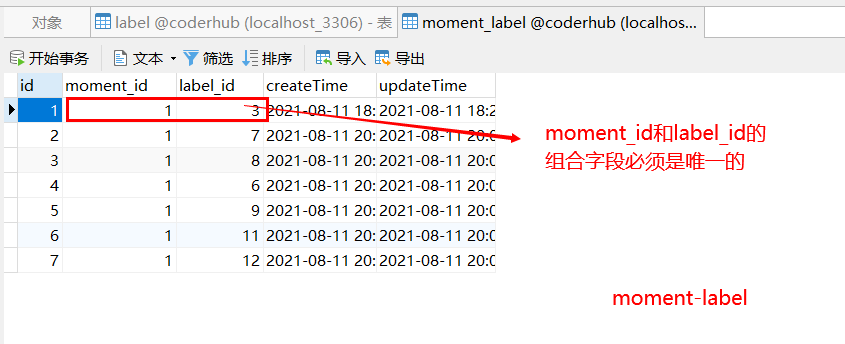 对象 label @coderhub (localhost_3306) - 表 moment_label @coderhub (localhos...
开始事务 文本 筛选 排序 导入 导出
id moment_id label_id createTime updateTime
1 1 3 2021-08-11 18: 2021-08-11 18:2
2 1 7 2021-08-11 20: 2021-08-11 20:0
3 1 8 2021-08-11 20: 2021-08-11 20:0
4 1 6 2021-08-11 20: 2021-08-11 20:0
5 1 9 2021-08-11 20: 2021-08-11 20:0
6 1 11 2021-08-11 20: 2021-08-11 20:0
7 1 12 2021-08-11 20: 2021-08-11 20:0
moment_id和label_id的
组合字段必须是唯一的
moment-label